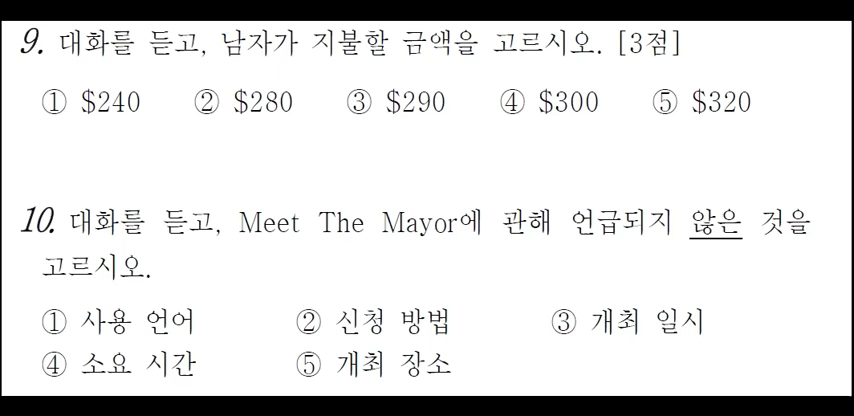 9. 대화를 듣고, 남자가 지불할 금액을 고르시오. [3점]
① $240 ② $280 ③ $290 ④ $300 ⑤ $320
10. 대화를 듣고, Meet The Mayor에 관해 언급되지 않은 것을
고르시오.
① 사용 언어 ② 신청 방법 ③ 개최 일시
④ 소요 시간 ⑤ 개최 장소